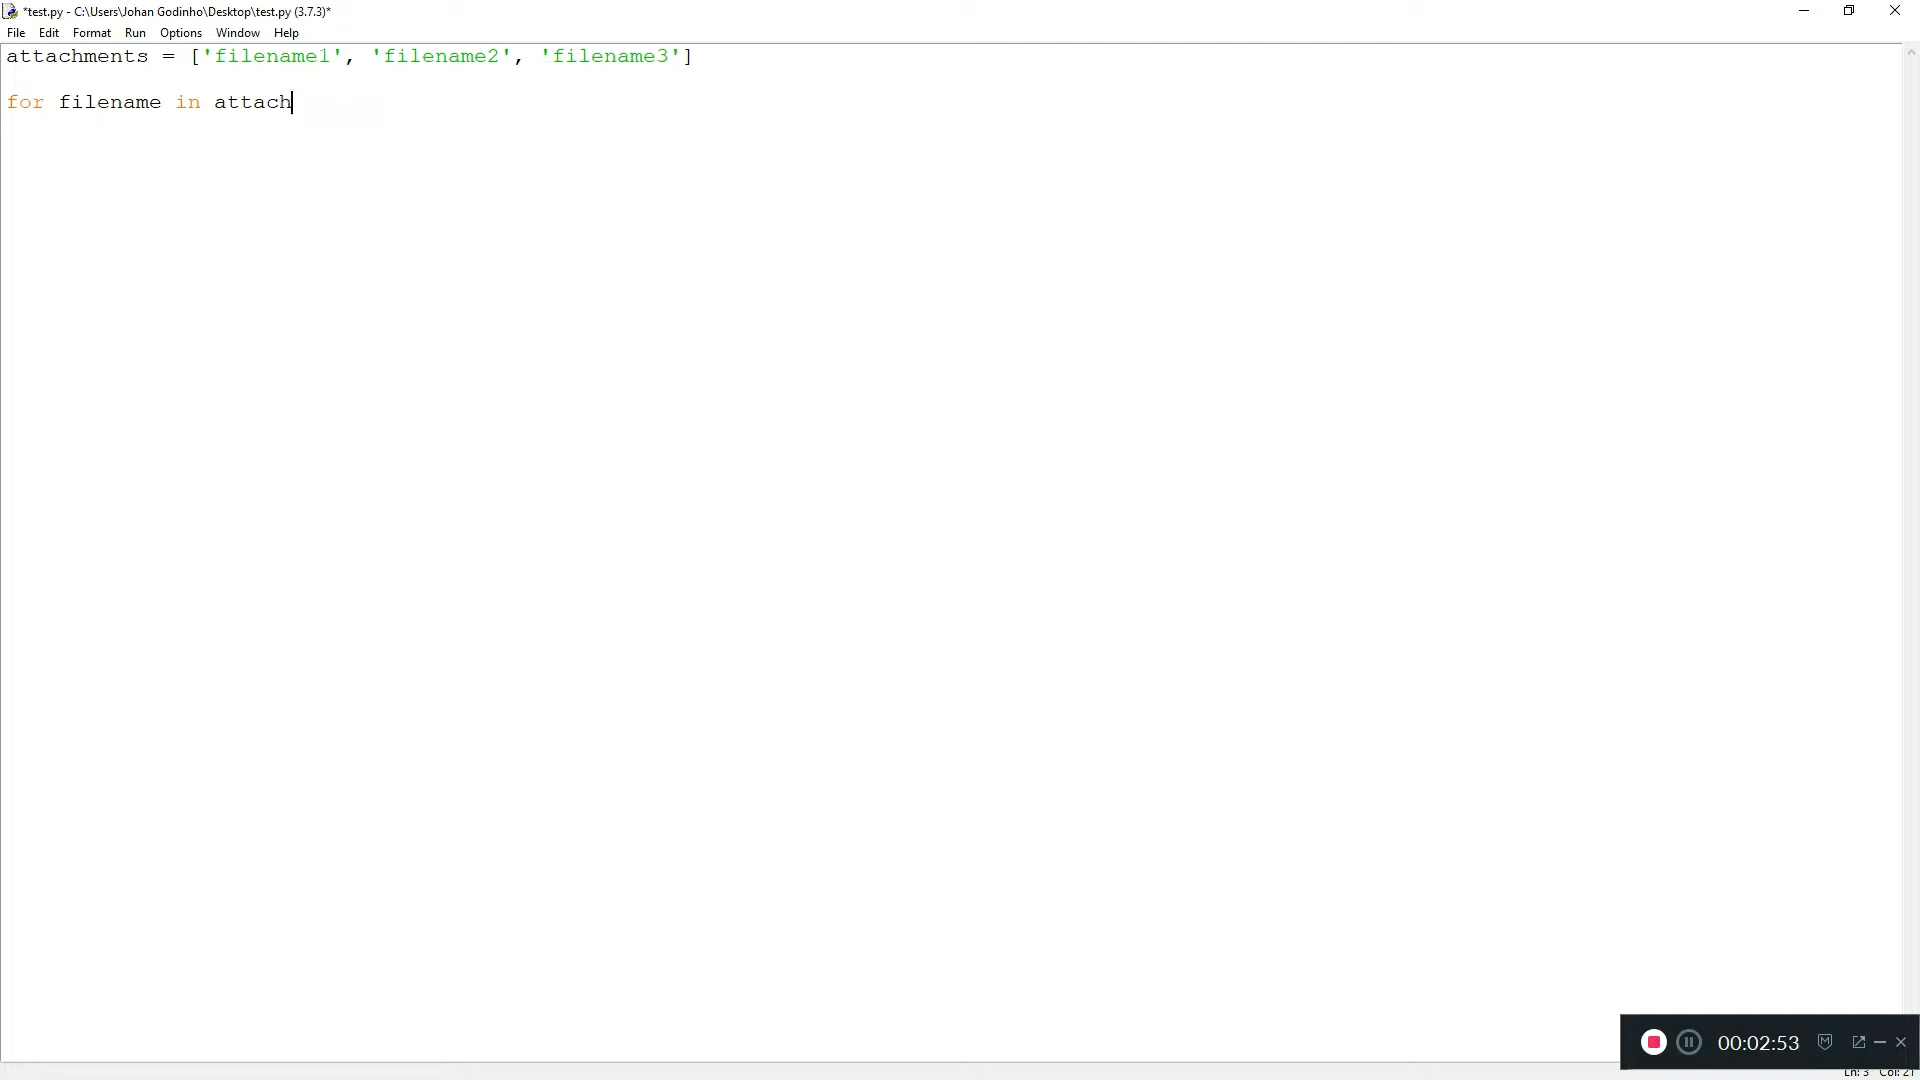 *test.py - C:\Users\Johan Godinho\Desktop\test.py (3.7.3)*
File Edit Format Run Options Window Help
attachments = ['filename1', 'filename2', 'filename3']
for filename in attach
00:02:53
Ln: 3 Col: 21